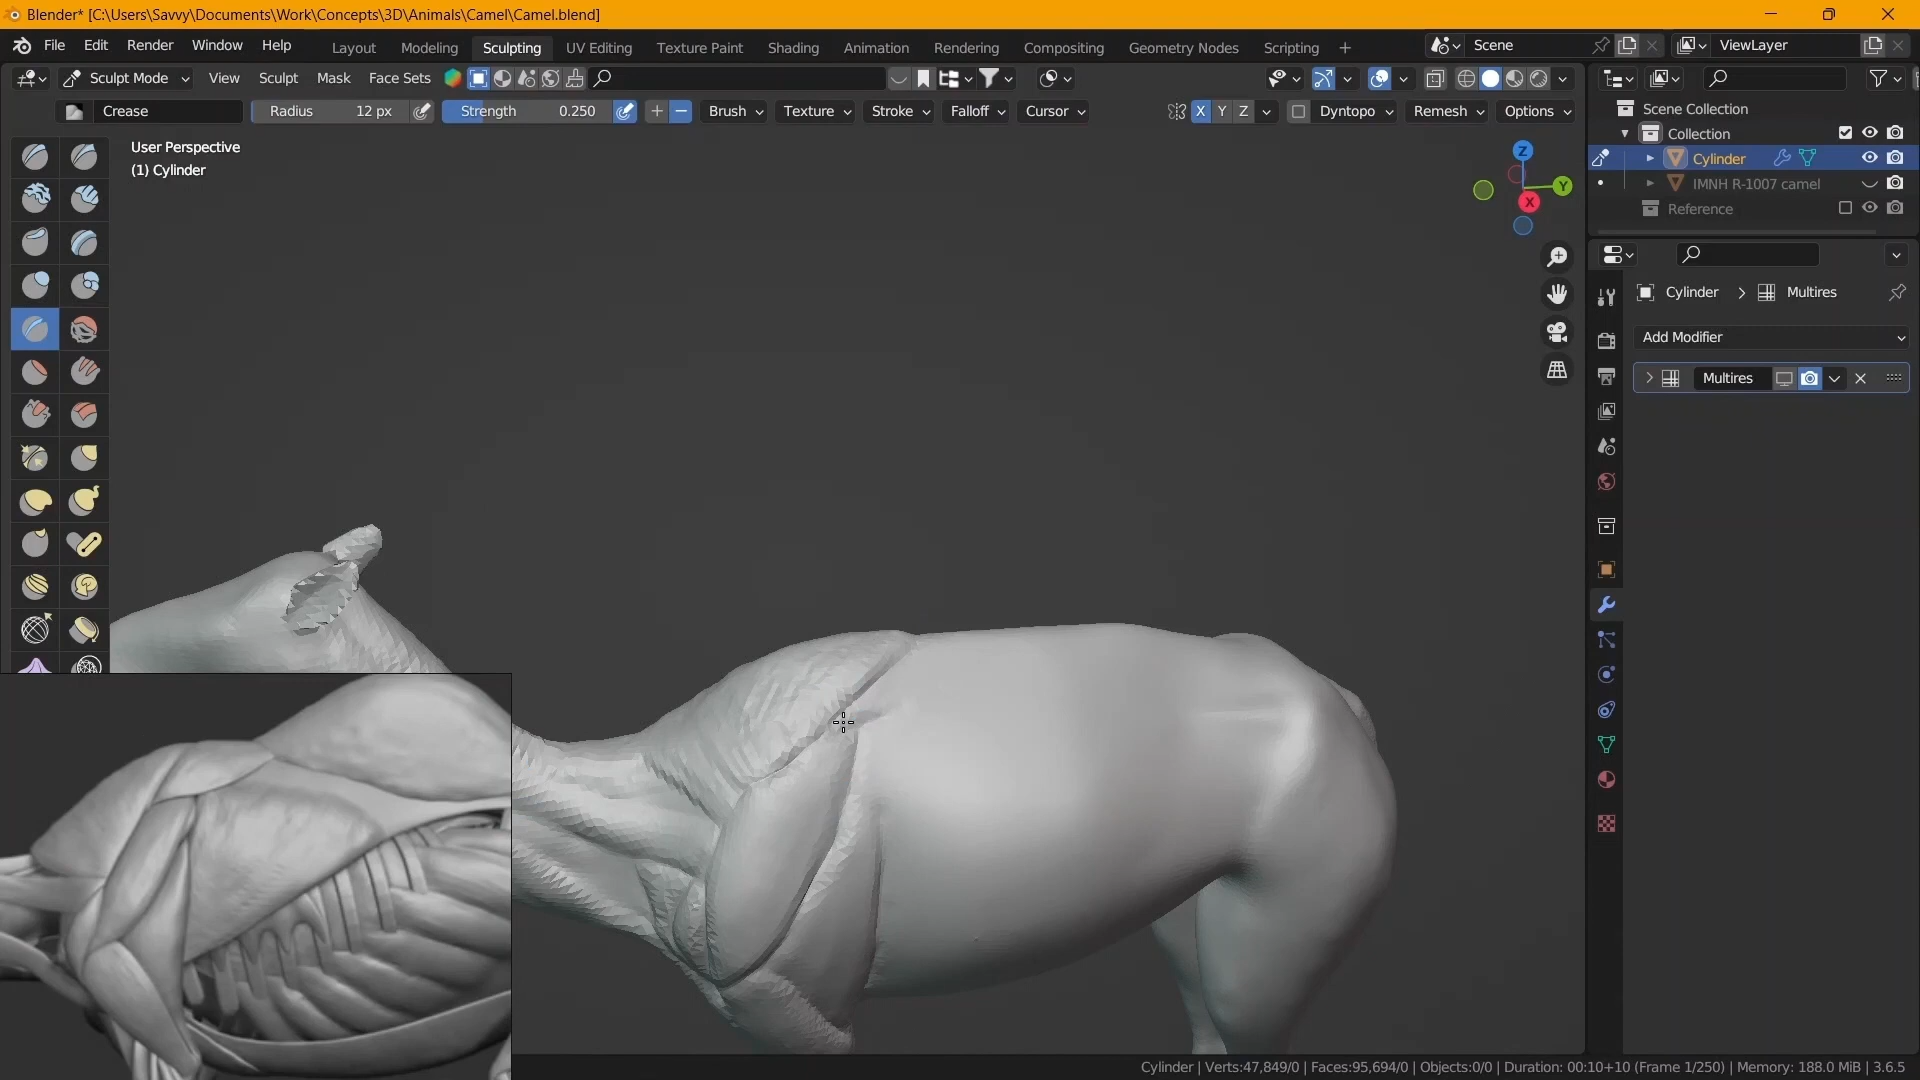 Blender* [C:\Users\Savvy\Documents\Work\Concepts\3D\Animals\Camel\Camel.blend]
File Edit Render Window Help Layout Modeling Sculpting UV Editing Texture Paint Shading Animation Rendering Compositing Geometry Nodes Scripting + Scene ViewLayer
Sculpt Mode View Sculpt Mask Face Sets
Crease Radius 12 px Strength 0.250 Brush Texture Stroke Falloff Cursor X Y Z Dyntopo Remesh Options
User Perspective
(1) Cylinder
Z
Y
X
Scene Collection
Collection
Cylinder
IMNH R-1007 camel
Reference
Cylinder > Multires
Add Modifier
Multires
Cylinder | Verts:47,849/0 | Faces:95,694/0 | Objects:0/0 | Duration: 00:10+10 (Frame 1/250) | Memory: 188.0 MiB | 3.6.5